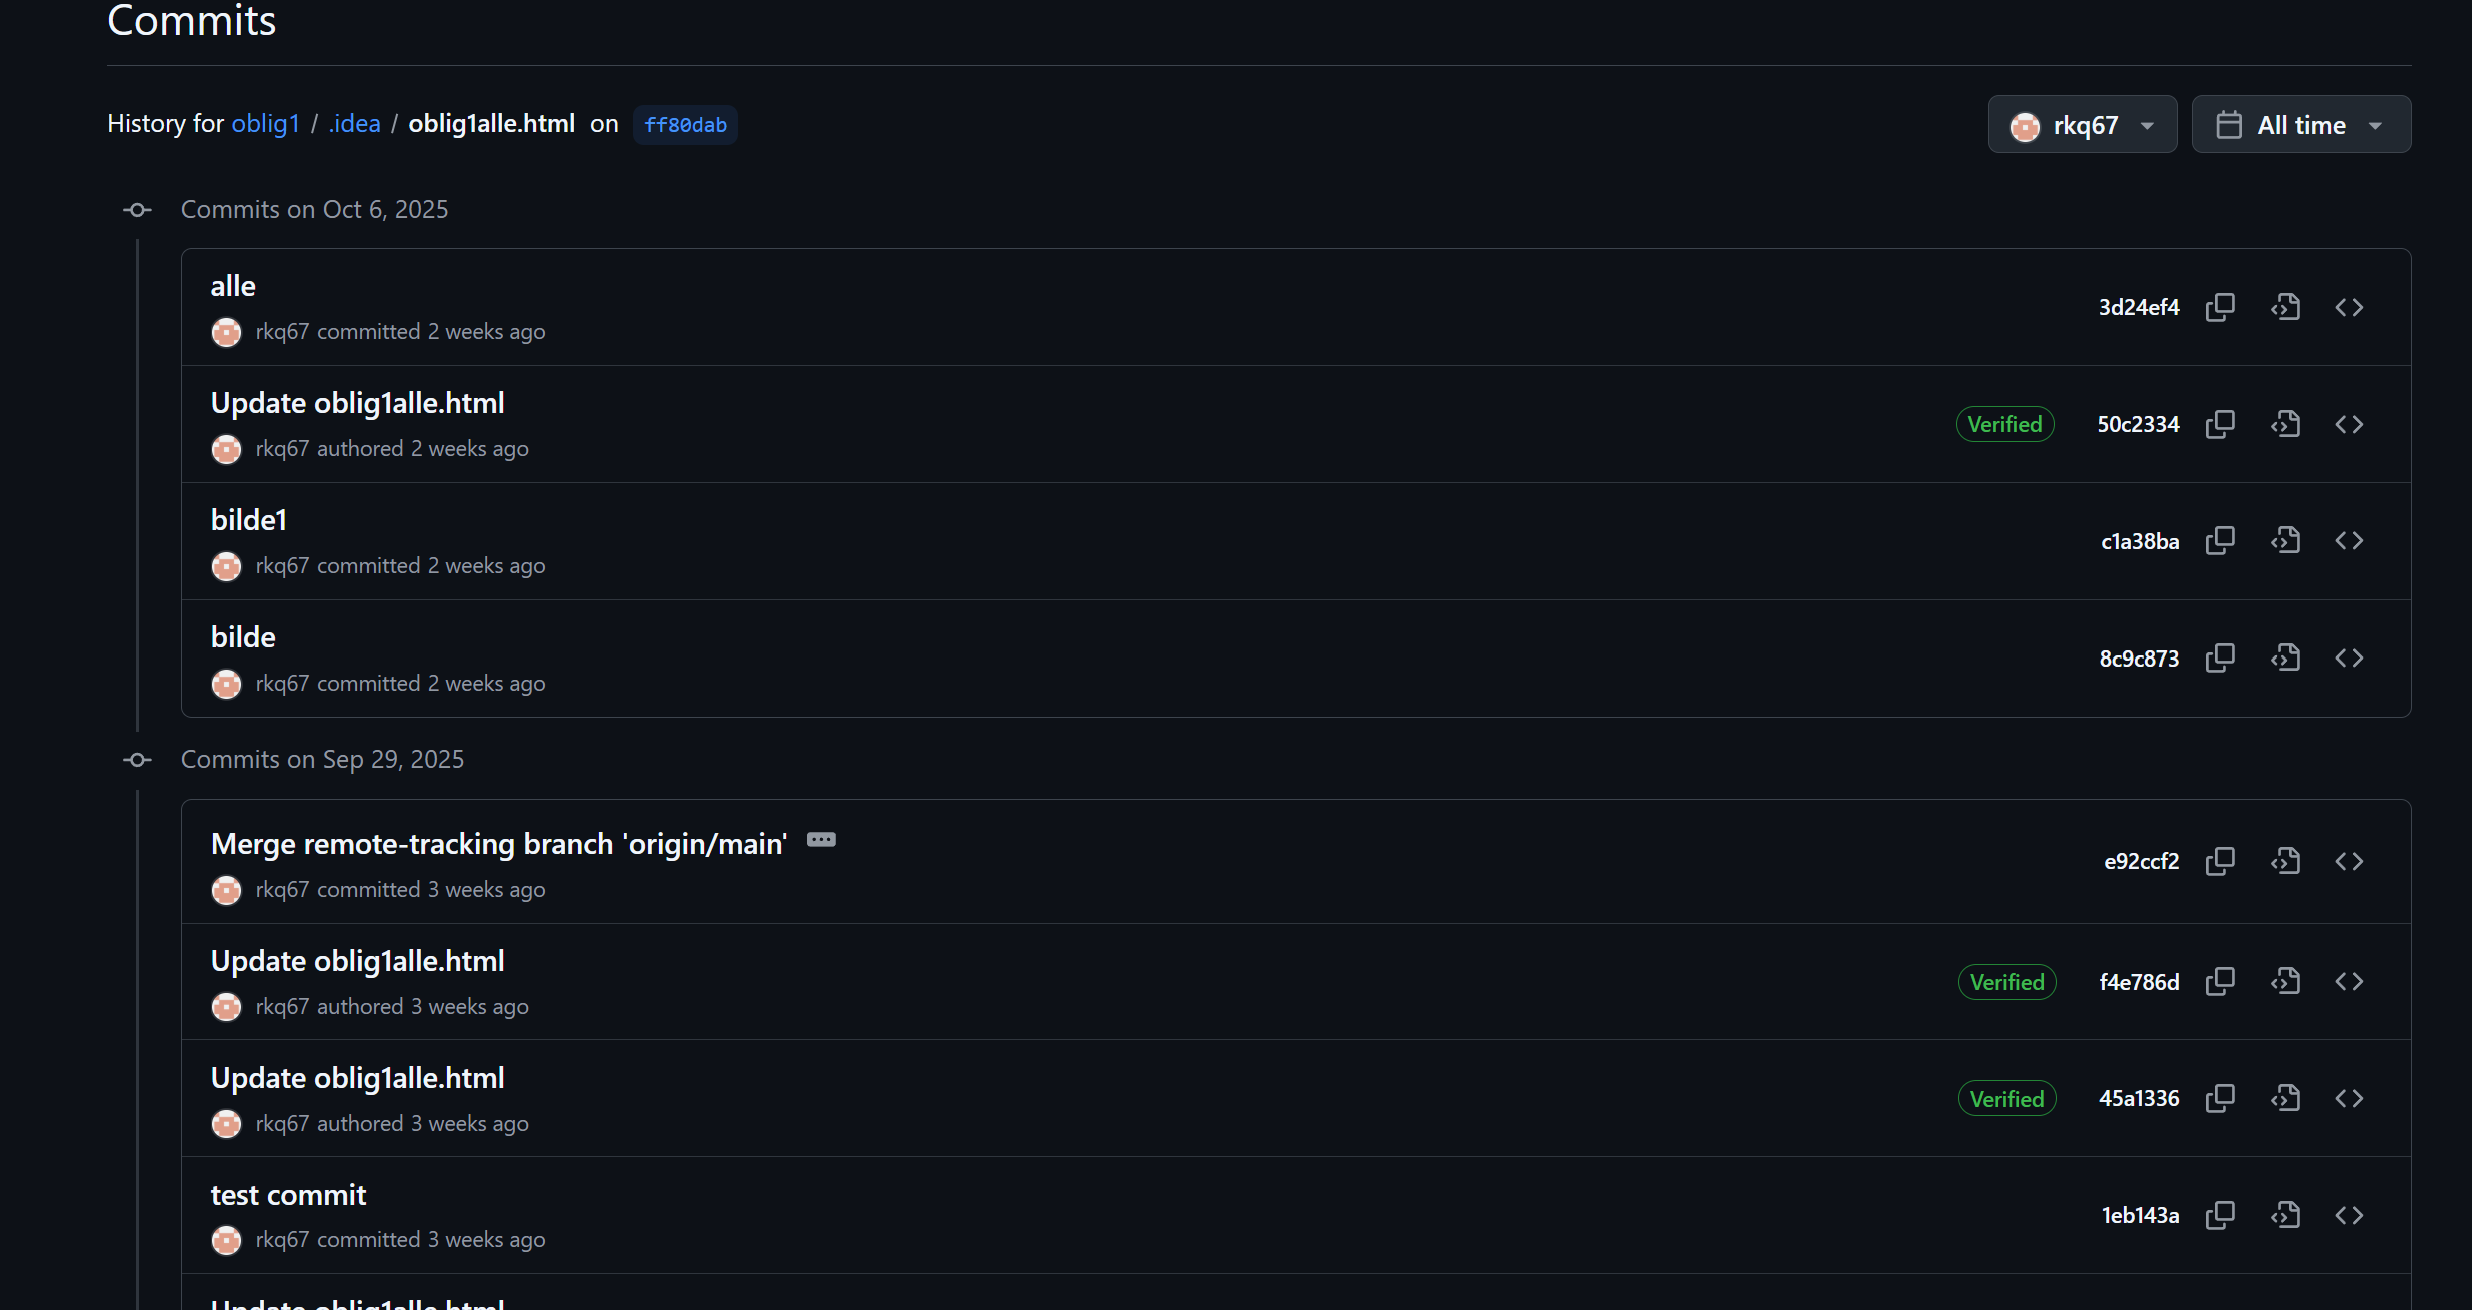 Commits
History for oblig1 / .idea / oblig1alle.html on ff80dab
rkq67
All time
Commits on Oct 6, 2025
alle
rkq67 committed 2 weeks ago
3d24ef4
Update oblig1alle.html
rkq67 authored 2 weeks ago
Verified
50c2334
bilde1
rkq67 committed 2 weeks ago
c1a38ba
bilde
rkq67 committed 2 weeks ago
8c9c873
Commits on Sep 29, 2025
Merge remote-tracking branch 'origin/main'
rkq67 committed 3 weeks ago
e92ccf2
Update oblig1alle.html
rkq67 authored 3 weeks ago
Verified
f4e786d
Update oblig1alle.html
rkq67 authored 3 weeks ago
Verified
45a1336
test commit
rkq67 committed 3 weeks ago
1eb143a
Update oblig1alle.html